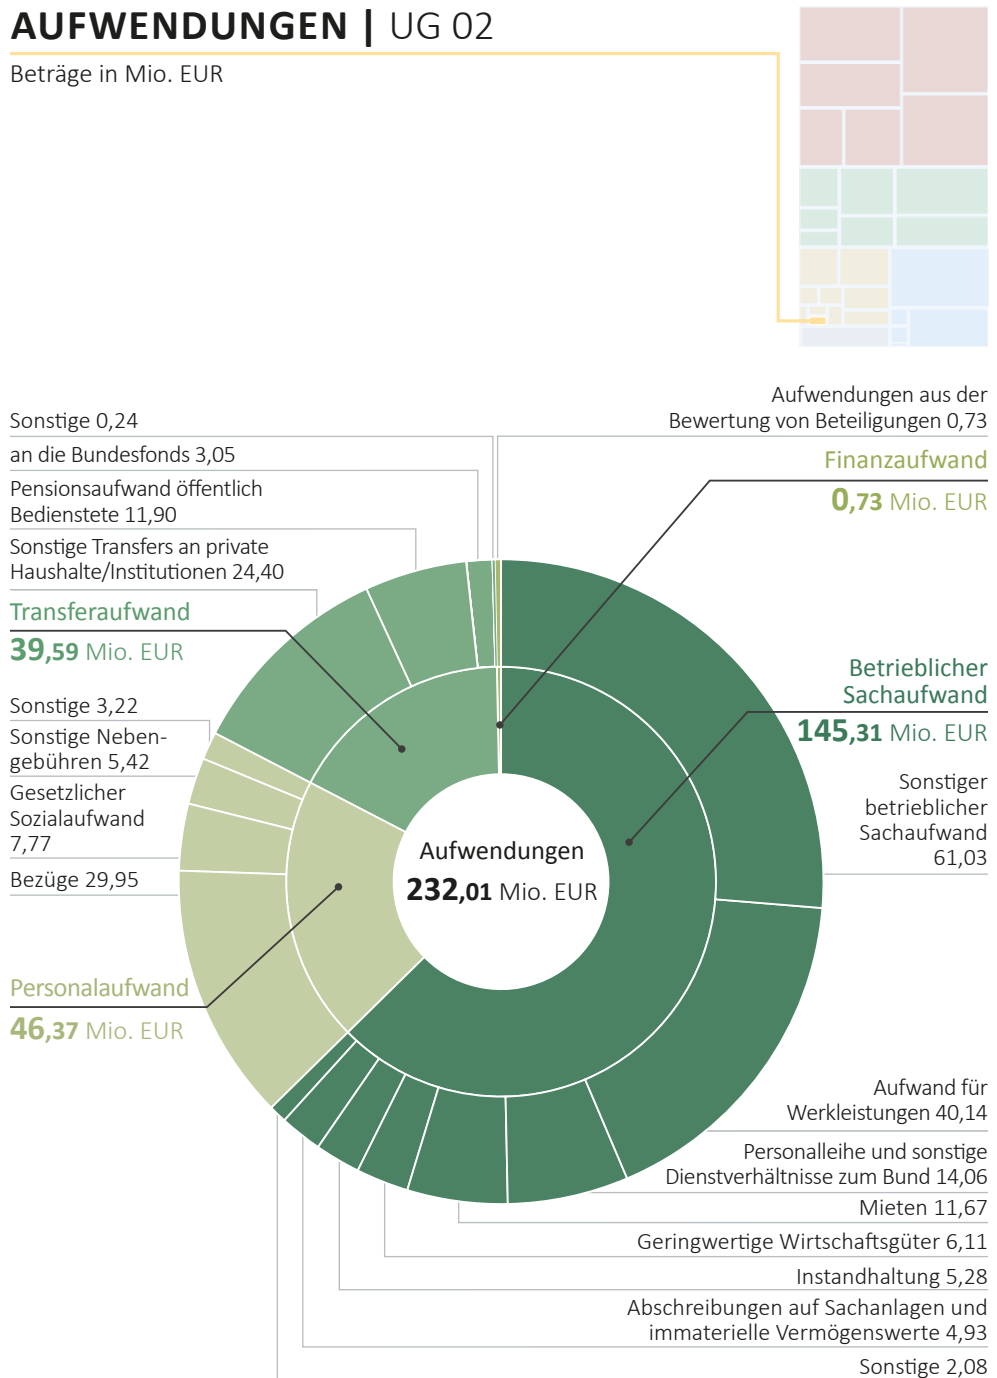 AUFWENDUNGEN | UG 02
Beträge in Mio. EUR
Aufwendungen aus der
Bewertung von Beteiligungen 0,73
Finanzaufwand
0,73 Mio. EUR
Sonstige 0,24
an die Bundesfonds 3,05
Pensionsaufwand öffentlich
Bedienstete 11,90
Sonstige Transfers an private
Haushalte/Institutionen 24,40
Transferaufwand
39,59 Mio. EUR
Betrieblicher
Sachaufwand
145,31 Mio. EUR
Sonstiger
betrieblicher
Sachaufwand
61,03
Sonstige 3,22
Sonstige Neben-
gebühren 5,42
Gesetzlicher
Sozialaufwand
7,77
Bezüge 29,95
Aufwendungen
232,01 Mio. EUR
Personalaufwand
46,37 Mio. EUR
Aufwand für
Werkleistungen 40,14
Personalleihe und sonstige
Dienstverhältnisse zum Bund 14,06
Mieten 11,67
Geringwertige Wirtschaftsgüter 6,11
Instandhaltung 5,28
Abschreibungen auf Sachanlagen und
immaterielle Vermögenswerte 4,93
Sonstige 2,08